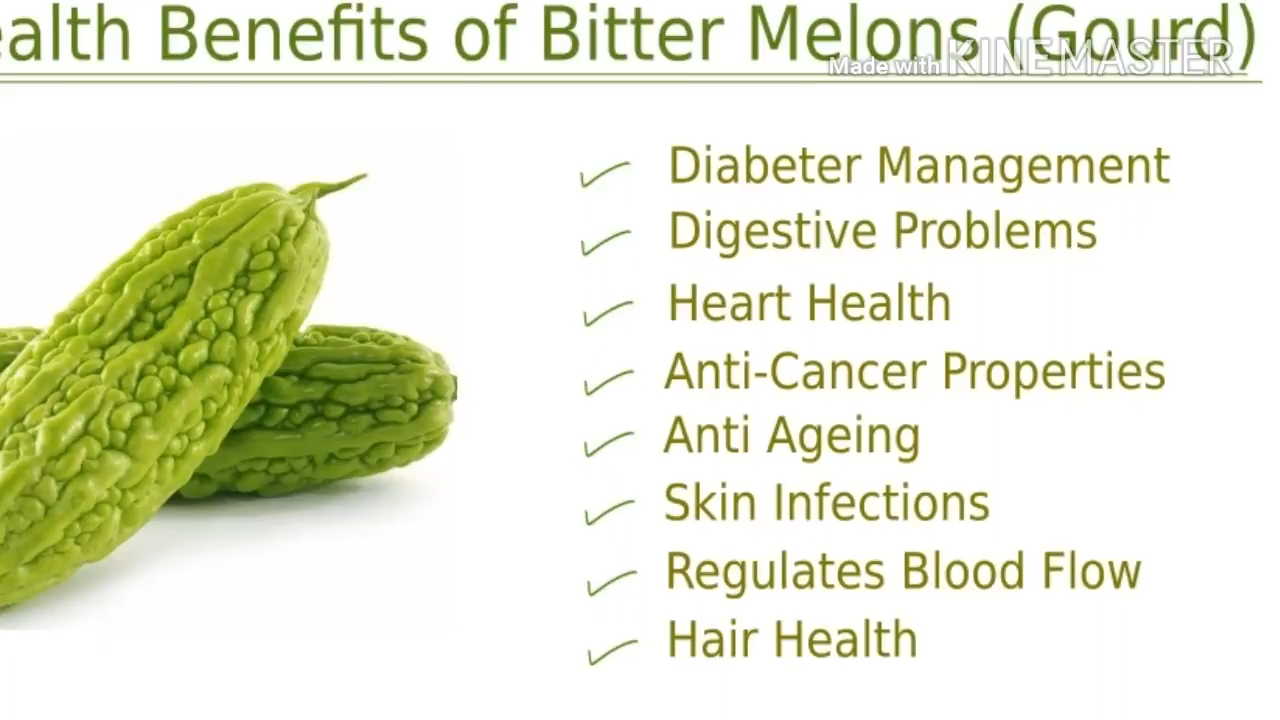 ealth Benefits of Bitter Melons (Gourd)
Made with KINEMASTER
Diabeter Management
Digestive Problems
Heart Health
Anti-Cancer Properties
Anti Ageing
Skin Infections
Regulates Blood Flow
Hair Health